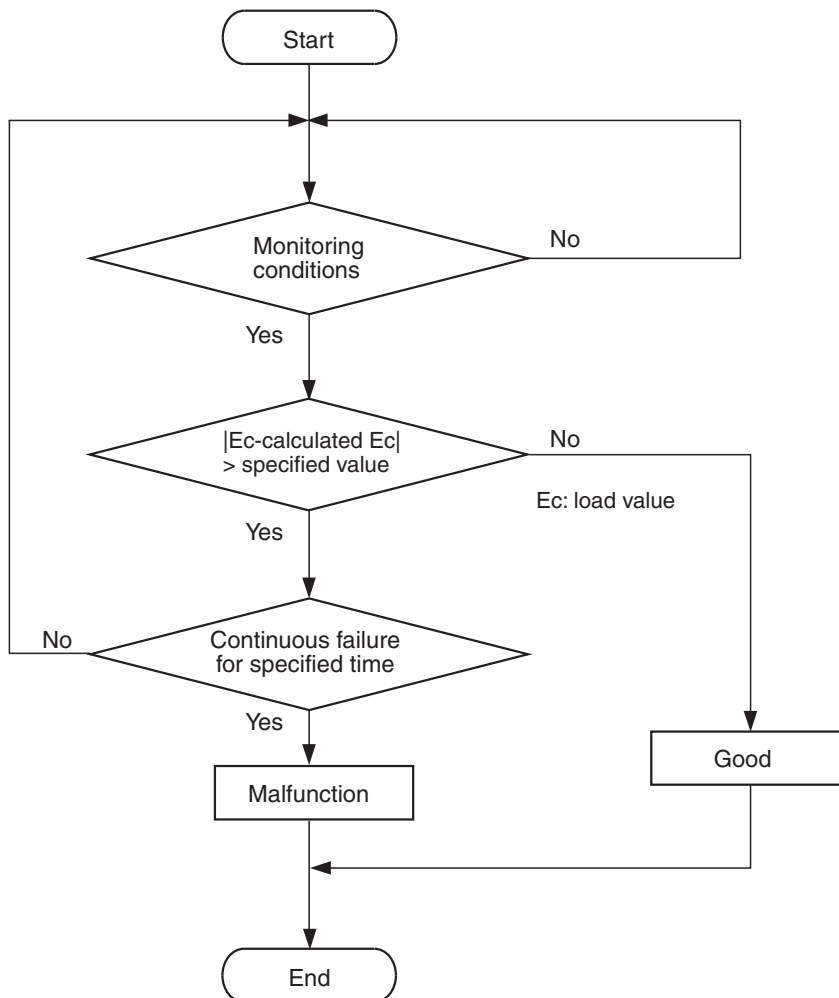 Start
Monitoring
conditions
No
Yes
|Ec-calculated Ec|
> specified value
No
Ec: load value
Yes
Continuous failure
for specified time
No
Yes
Malfunction
Good
End